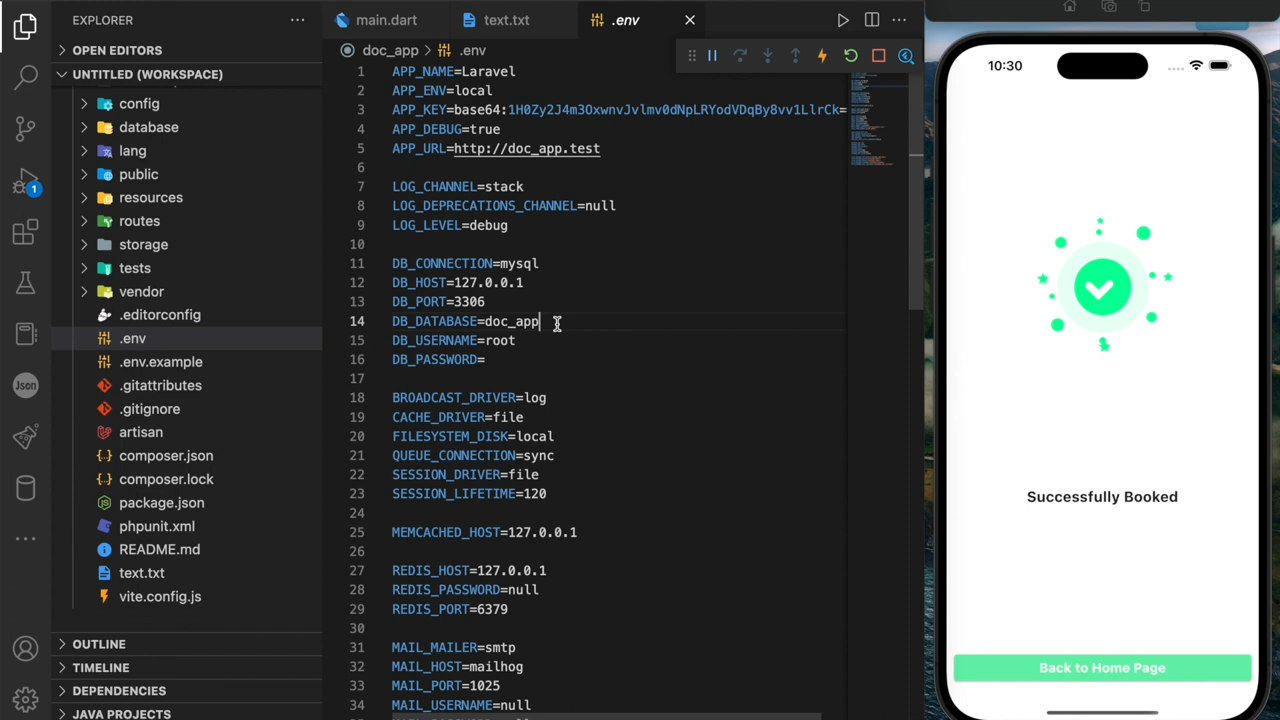 EXPLORER
OPEN EDITORS
UNTITLED (WORKSPACE)
config
database
lang
public
resources
routes
storage
tests
vendor
.editorconfig
.env
.env.example
.gitattributes
.gitignore
artisan
composer.json
composer.lock
package.json
phpunit.xml
README.md
text.txt
vite.config.js
OUTLINE
TIMELINE
DEPENDENCIES
JAVA PROJECTS
1
Json
main.dart
text.txt
.env
doc_app > .env
1 APP_NAME=Laravel
2 APP_ENV=local
3 APP_KEY=base64:1H0Zy2J4m3OxwnvJvlmv0dNpLRYodVDqBy8vv1LlrCk=
4 APP_DEBUG=true
5 APP_URL=http://doc_app.test
6
7 LOG_CHANNEL=stack
8 LOG_DEPRECATIONS_CHANNEL=null
9 LOG_LEVEL=debug
10
11 DB_CONNECTION=mysql
12 DB_HOST=127.0.0.1
13 DB_PORT=3306
14 DB_DATABASE=doc_app
15 DB_USERNAME=root
16 DB_PASSWORD=
17
18 BROADCAST_DRIVER=log
19 CACHE_DRIVER=file
20 FILESYSTEM_DISK=local
21 QUEUE_CONNECTION=sync
22 SESSION_DRIVER=file
23 SESSION_LIFETIME=120
24
25 MEMCACHED_HOST=127.0.0.1
26
27 REDIS_HOST=127.0.0.1
28 REDIS_PASSWORD=null
29 REDIS_PORT=6379
30
31 MAIL_MAILER=smtp
32 MAIL_HOST=mailhog
33 MAIL_PORT=1025
34 MAIL_USERNAME=null
10:30
Successfully Booked
Back to Home Page